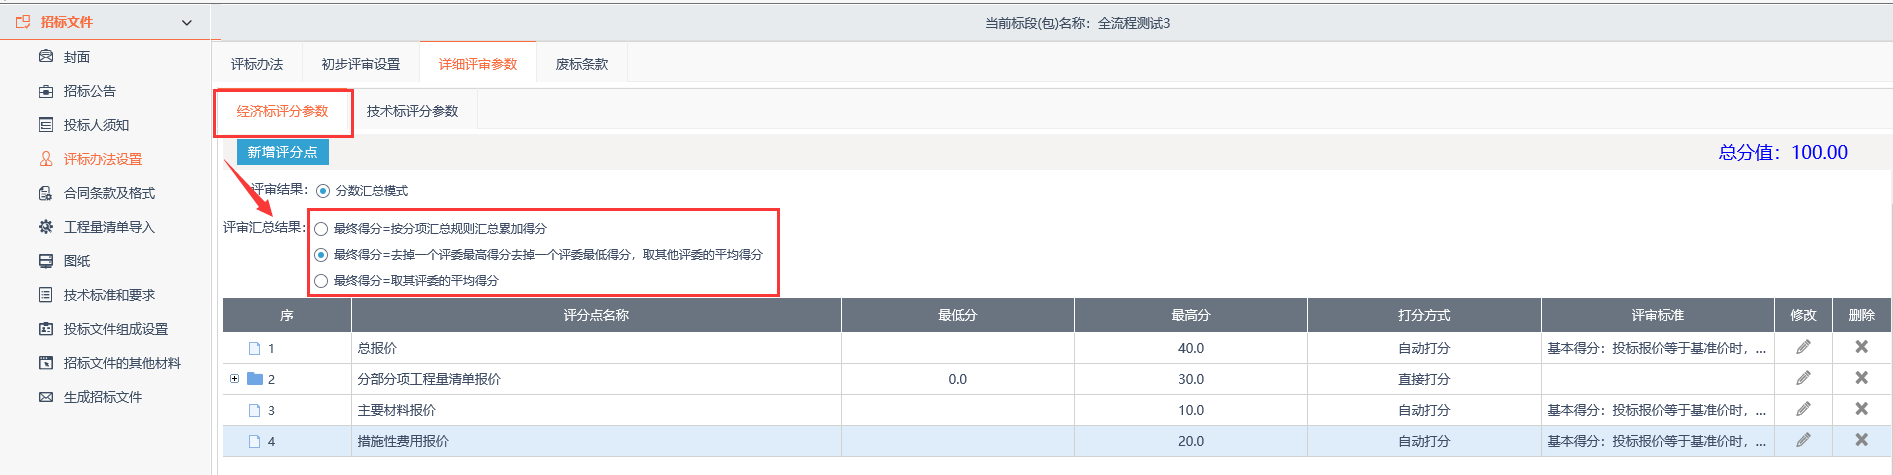 招标文件
当前标段(包)名称：全流程测试3
封面
招标公告
投标人须知
评标办法设置
合同条款及格式
工程量清单导入
图纸
技术标准和要求
投标文件组成设置
招标文件的其他材料
生成招标文件
评标办法 初步评审设置 详细评审参数 废标条款
经济标评分参数 技术标评分参数
新增评分点 总分值：100.00
评审结果： 分数汇总模式
评审汇总结果： 最终得分=按分项汇总规则汇总累加得分
最终得分=去掉一个评委最高得分去掉一个评委最低得分，取其他评委的平均得分
最终得分=取其评委的平均得分
序 评分点名称 最低分 最高分 打分方式 评审标准 修改 删除
1 总报价 40.0 自动打分 基本得分：投标报价等于基准价时，...
2 分部分项工程量清单报价 0.0 30.0 直接打分
3 主要材料报价 10.0 自动打分 基本得分：投标报价等于基准价时，...
4 措施性费用报价 20.0 自动打分 基本得分：投标报价等于基准价时，...